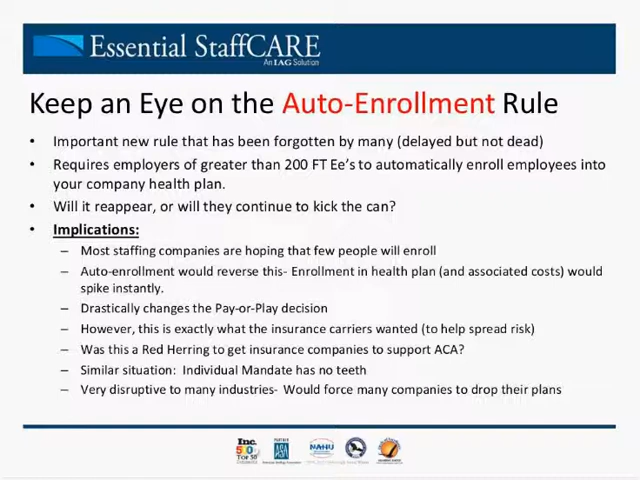 Essential StaffCARE
An IAG Solution
Keep an Eye on the Auto-Enrollment Rule
• Important new rule that has been forgotten by many (delayed but not dead)
• Requires employers of greater than 200 FT Ee's to automatically enroll employees into
your company health plan.
• Will it reappear, or will they continue to kick the can?
• Implications:
– Most staffing companies are hoping that few people will enroll
– Auto-enrollment would reverse this- Enrollment in health plan (and associated costs) would
spike instantly.
– Drastically changes the Pay-or-Play decision
– However, this is exactly what the insurance carriers wanted (to help spread risk)
– Was this a Red Herring to get insurance companies to support ACA?
– Similar situation: Individual Mandate has no teeth
– Very disruptive to many industries- Would force many companies to drop their plans
Inc.
NAHU